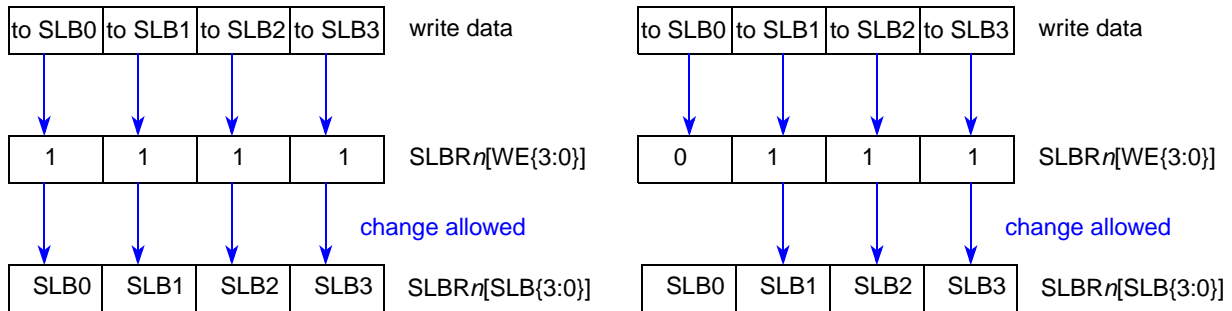 to SLB0 to SLB1 to SLB2 to SLB3 write data
1 1 1 1 SLBRn[WE{3:0}]
change allowed
SLB0 SLB1 SLB2 SLB3 SLBRn[SLB{3:0}]
to SLB0 to SLB1 to SLB2 to SLB3 write data
0 1 1 1 SLBRn[WE{3:0}]
change allowed
SLB0 SLB1 SLB2 SLB3 SLBRn[SLB{3:0}]